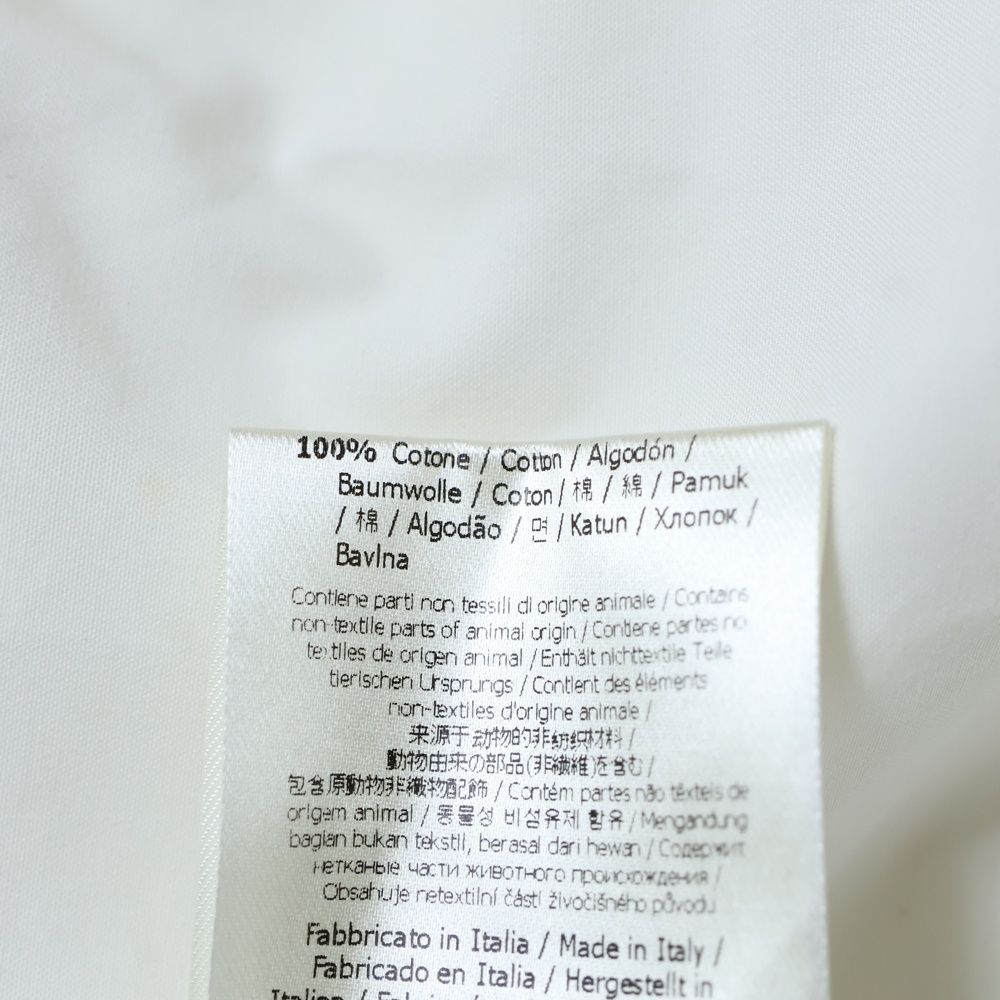 100% Cotone / Cotton / Algodón /
Baumwolle / Coton / 棉 / 綿 / Pamuk
/ 棉 / Algodão / 면 / Katun / Хлопок /
Bavlna
Contiene parti non tessili di origine animale / Contains
non-textile parts of animal origin / Contiene partes no
textiles de origen animal / Enthält nichttextile Teile
tierischen Ursprungs / Contient des éléments
non-textiles d'origine animale /
来源于动物的非纺织材料 /
動物由来の部品(非繊維)を含む /
包含原動物非織物配飾 / Contém partes não têxteis de
origem animal / 동물성 비섬유제 함유 / Mengandung
bagian bukan tekstil, berasal dari hewan / Содержит
нетканые части животного происхождения /
Obsahuje netextilní části živočišného původu
Fabbricato in Italia / Made in Italy /
Fabricado en Italia / Hergestellt in
Italien /